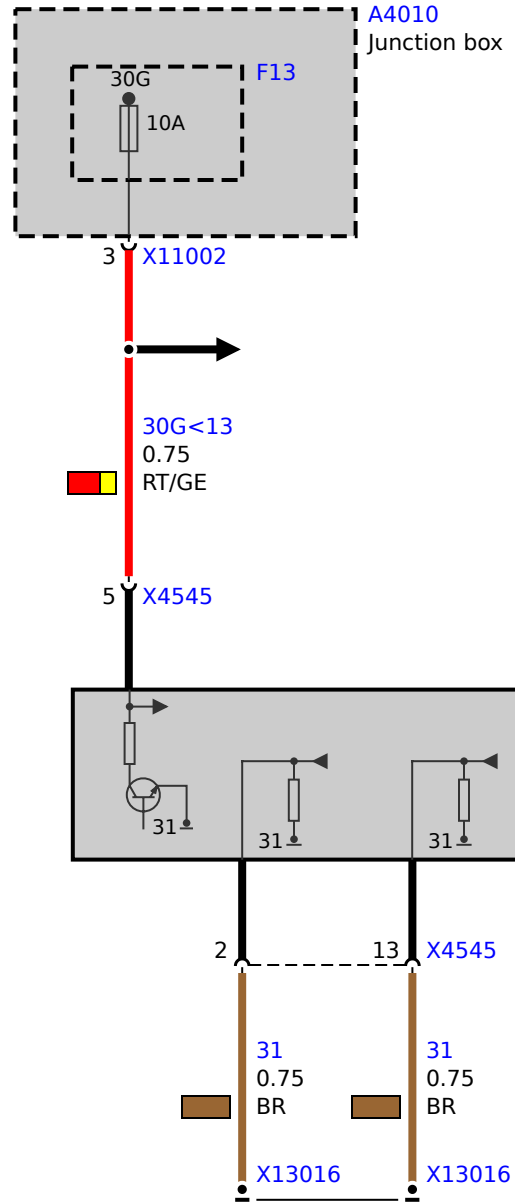 A4010
Junction box
30G
F13
10A
3 X11002
30G<13
0.75
RT/GE
5 X4545
31 31 31
2 13 X4545
31 31
0.75 0.75
BR BR
X13016 X13016